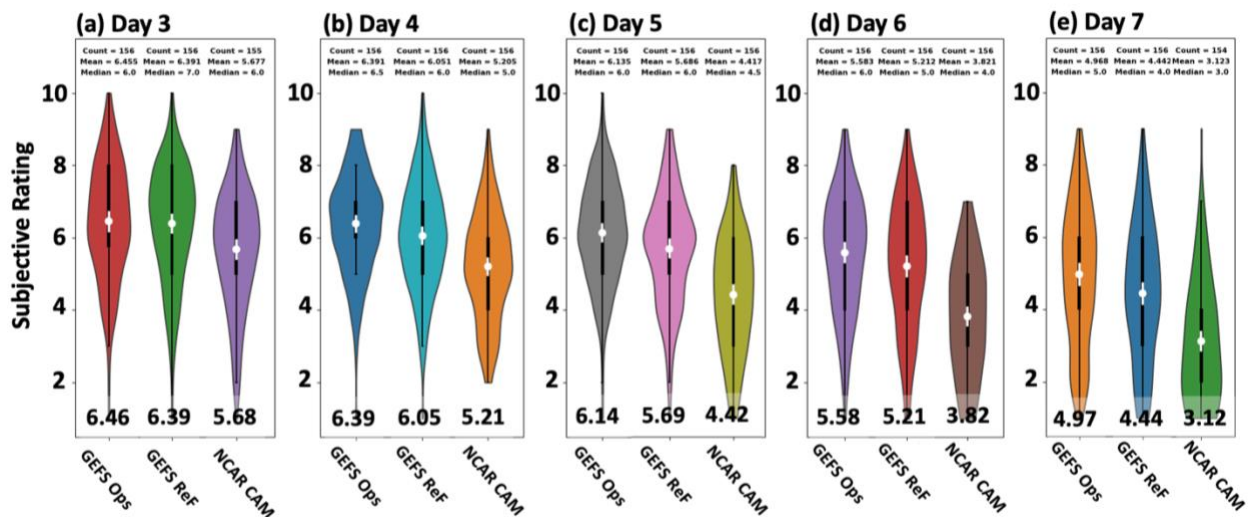 (a) Day 3
Count = 156 Count = 156 Count = 155
Mean = 6.455 Mean = 6.391 Mean = 5.677
Median = 6.0 Median = 7.0 Median = 6.0
(b) Day 4
Count = 156 Count = 156 Count = 156
Mean = 6.391 Mean = 6.051 Mean = 5.205
Median = 6.5 Median = 6.0 Median = 5.0
(c) Day 5
Count = 156 Count = 156 Count = 156
Mean = 6.135 Mean = 5.686 Mean = 4.417
Median = 6.0 Median = 6.0 Median = 4.5
(d) Day 6
Count = 156 Count = 156 Count = 156
Mean = 5.583 Mean = 5.212 Mean = 3.821
Median = 6.0 Median = 5.0 Median = 4.0
(e) Day 7
Count = 156 Count = 156 Count = 154
Mean = 4.968 Mean = 4.442 Mean = 3.123
Median = 5.0 Median = 4.0 Median = 3.0
Subjective Rating
10
8
6
4
2
6.46 6.39 5.68
GEFS Ops
GEFS ReF
NCAR CAM
10
8
6
4
2
6.39 6.05 5.21
GEFS Ops
GEFS ReF
NCAR CAM
10
8
6
4
2
6.14 5.69 4.42
GEFS Ops
GEFS ReF
NCAR CAM
10
8
6
4
2
5.58 5.21 3.82
GEFS Ops
GEFS ReF
NCAR CAM
10
8
6
4
2
4.97 4.44 3.12
GEFS Ops
GEFS ReF
NCAR CAM